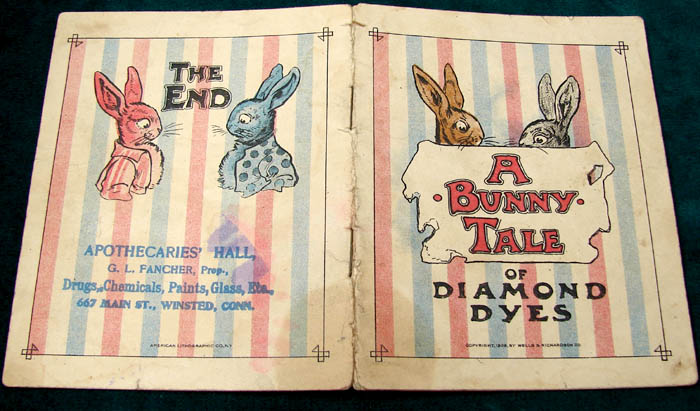 THE
END
APOTHECARIES' HALL,
G. L. FANCHER, Prop.,
Drugs, Chemicals, Paints, Glass, Etc.,
667 MAIN ST., WINSTED, CONN.
AMERICAN LITHOGRAPHIC CO., N.Y.
A
BUNNY
TALE
OF
DIAMOND
DYES
COPYRIGHT, BY WELLS & RICHARDSON CO.